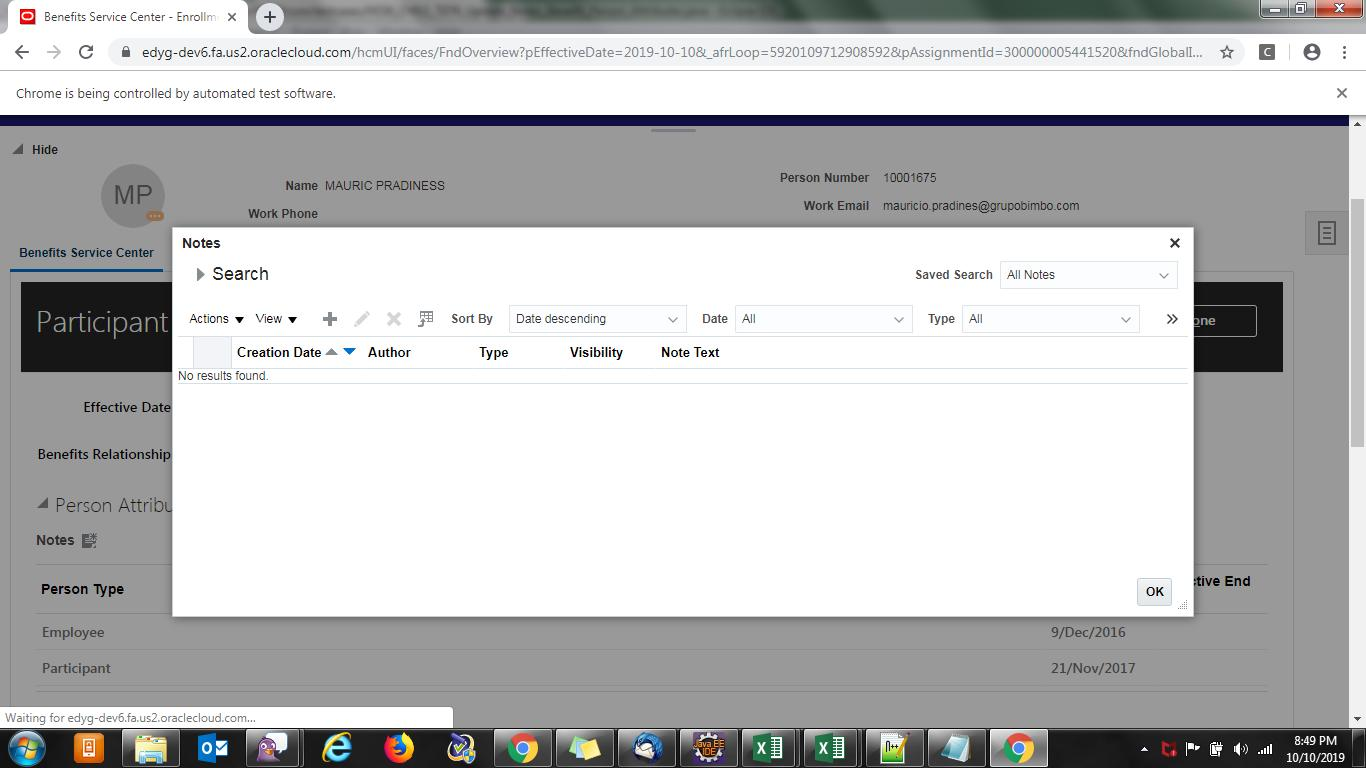 Benefits Service Center - Enrollm
edyg-dev6.fa.us2.oraclecloud.com/hcmUI/faces/FndOverview?pEffectiveDate=2019-10-10&_afrLoop=59201097129085592&pAssignmentId=300000005441520&fndGlobalI...
Chrome is being controlled by automated test software.
Hide
MP
Name MAURIC PRADINESS
Person Number 10001675
Work Phone
Work Email mauricio.pradines@grupobimbo.com
Benefits Service Center
Notes
Search
Saved Search All Notes
Participant
Actions View Sort By Date descending Date All Type All
one
Creation Date Author Type Visibility Note Text
No results found.
Effective Date
Benefits Relationship
Person Attribu
Notes
Person Type
ctive End
OK
Employee 9/Dec/2016
Participant 21/Nov/2017
Waiting for edyg-dev6.fa.us2.oraclecloud.com...
Java EE
IDE
8:49 PM
10/10/2019